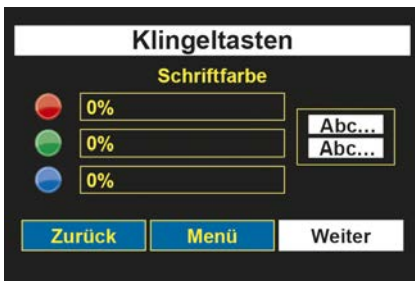 Klingeltasten
Schriftfarbe
0%
0%
0%
Abc...
Abc...
Zurück Menü Weiter